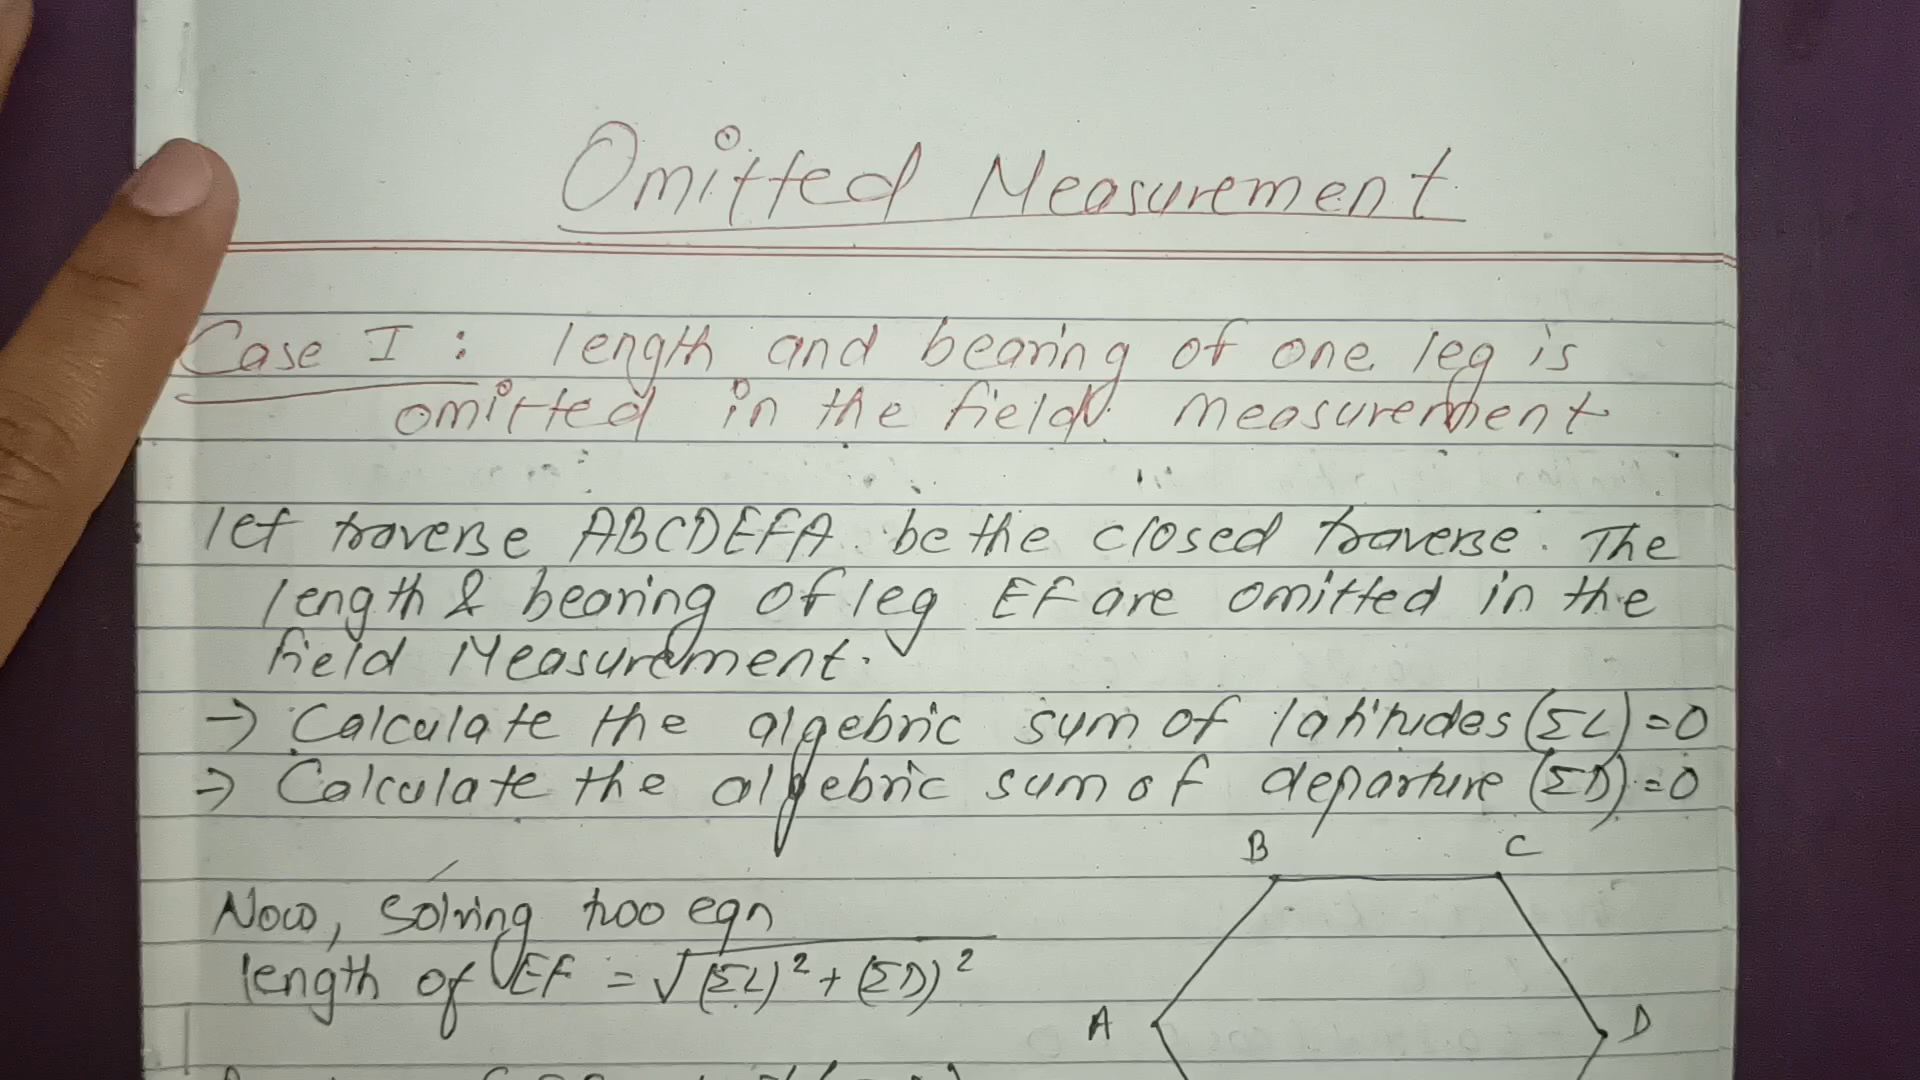 Omitted Measurement
Case I : length and bearing of one leg is
omitted in the field measurement
let traverse ABCDEFA be the closed traverse. The
length & bearing of leg EF are omitted in the
field Measurement.
→ Calculate the algebric sum of latitudes (ΣL) = 0
→ Calculate the algebric sum of departure (ΣD) = 0
B C
Now, solving two eqn
length of EF = √(ΣL)² + (ΣD)²
A D